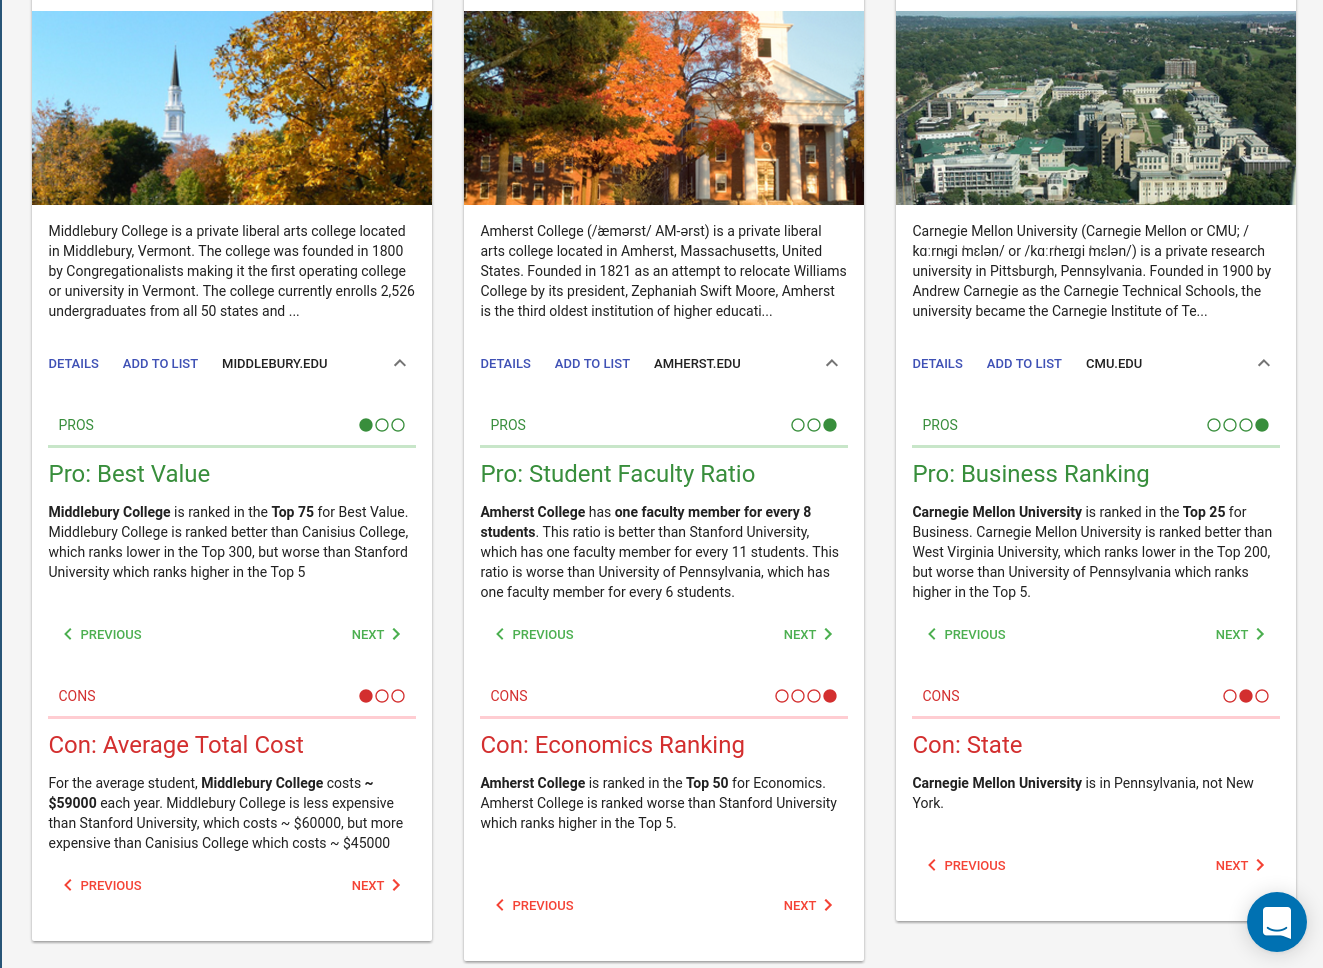 Middlebury College is a private liberal arts college located
in Middlebury, Vermont. The college was founded in 1800
by Congregationalists making it the first operating college
or university in Vermont. The college currently enrolls 2,526
undergraduates from all 50 states and ...
DETAILS ADD TO LIST MIDDLEBURY.EDU
PROS
Pro: Best Value
Middlebury College is ranked in the Top 75 for Best Value.
Middlebury College is ranked better than Canisius College,
which ranks lower in the Top 300, but worse than Stanford
University which ranks higher in the Top 5
PREVIOUS NEXT
CONS
Con: Average Total Cost
For the average student, Middlebury College costs ~
$59000 each year. Middlebury College is less expensive
than Stanford University, which costs ~ $60000, but more
expensive than Canisius College which costs ~ $45000
PREVIOUS NEXT
Amherst College (/æmərst/ AM-ərst) is a private liberal
arts college located in Amherst, Massachusetts, United
States. Founded in 1821 as an attempt to relocate Williams
College by its president, Zephaniah Swift Moore, Amherst
is the third oldest institution of higher educati...
DETAILS ADD TO LIST AMHERST.EDU
PROS
Pro: Student Faculty Ratio
Amherst College has one faculty member for every 8
students. This ratio is better than Stanford University,
which has one faculty member for every 11 students. This
ratio is worse than University of Pennsylvania, which has
one faculty member for every 6 students.
PREVIOUS NEXT
CONS
Con: Economics Ranking
Amherst College is ranked in the Top 50 for Economics.
Amherst College is ranked worse than Stanford University
which ranks higher in the Top 5.
PREVIOUS NEXT
Carnegie Mellon University (Carnegie Mellon or CMU; /
or is a private research
university in Pittsburgh, Pennsylvania. Founded in 1900 by
Andrew Carnegie as the Carnegie Technical Schools, the
university became the Carnegie Institute of Te...
DETAILS ADD TO LIST CMU.EDU
PROS
Pro: Business Ranking
Carnegie Mellon University is ranked in the Top 25 for
Business. Carnegie Mellon University is ranked better than
West Virginia University, which ranks lower in the Top 200,
but worse than University of Pennsylvania which ranks
higher in the Top 5.
PREVIOUS NEXT
CONS
Con: State
Carnegie Mellon University is in Pennsylvania, not New
York.
PREVIOUS NEXT